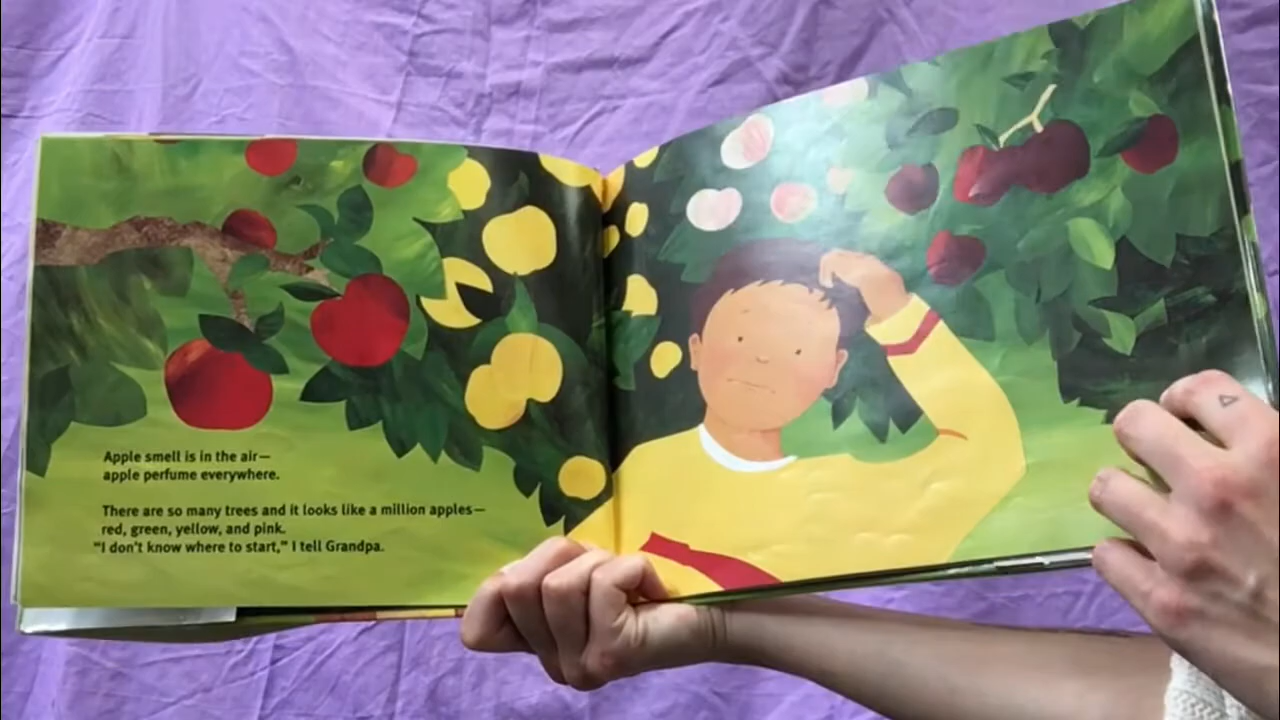 Apple smell is in the air—
apple perfume everywhere.
There are so many trees and it looks like a million apples—
red, green, yellow, and pink.
"I don't know where to start," I tell Grandpa.